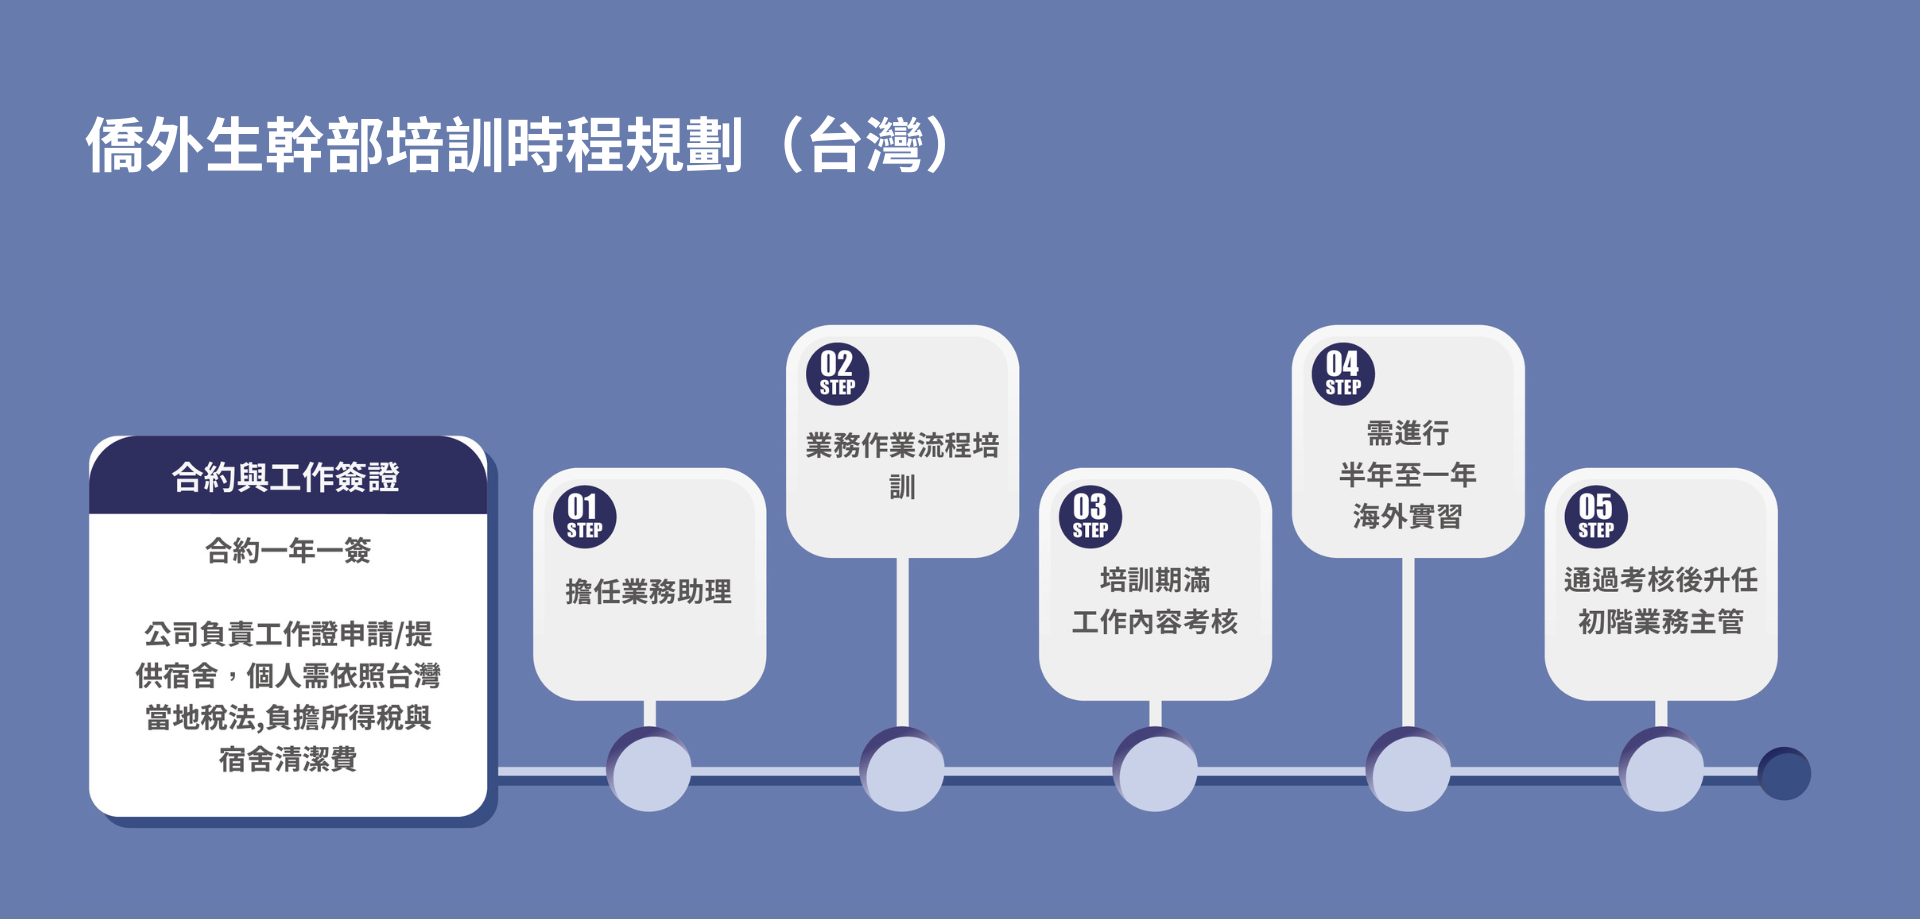 僑外生幹部培訓時程規劃（台灣）
合約與工作簽證
合約一年一簽
公司負責工作證申請/提
供宿舍，個人需依照台灣
當地稅法,負擔所得稅與
宿舍清潔費
01
STEP
擔任業務助理
02
STEP
業務作業流程培
訓
03
STEP
培訓期滿
工作內容考核
04
STEP
需進行
半年至一年
海外實習
05
STEP
通過考核後升任
初階業務主管